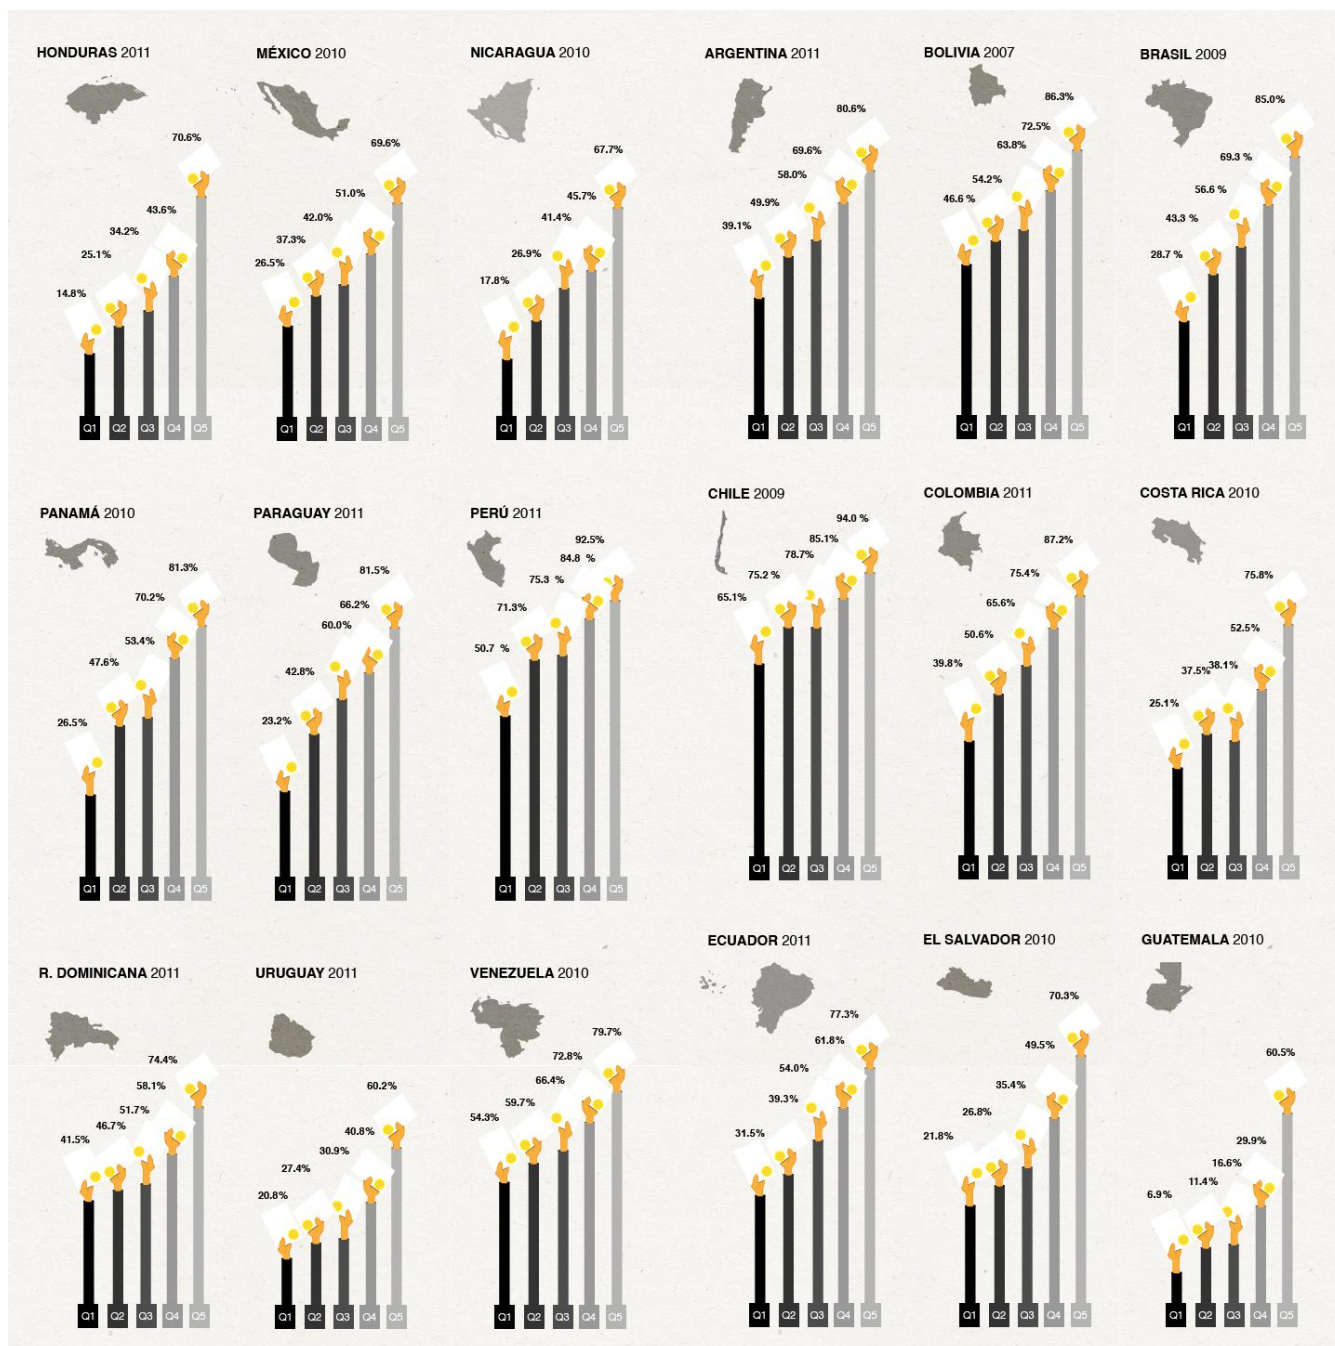 HONDURAS 2011
14.8%
25.1%
34.2%
43.6%
70.6%
Q1 Q2 Q3 Q4 Q5
MÉXICO 2010
26.5%
37.3%
42.0%
51.0%
69.6%
Q1 Q2 Q3 Q4 Q5
NICARAGUA 2010
17.8%
26.9%
41.4%
45.7%
67.7%
Q1 Q2 Q3 Q4 Q5
ARGENTINA 2011
39.1%
49.9%
58.0%
69.6%
80.6%
Q1 Q2 Q3 Q4 Q5
BOLIVIA 2007
46.6%
54.2%
63.8%
72.5%
86.3%
Q1 Q2 Q3 Q4 Q5
BRASIL 2009
28.7 %
43.3 %
56.6 %
69.3 %
85.0%
Q1 Q2 Q3 Q4 Q5
PANAMÁ 2010
26.5%
47.6%
53.4%
70.2%
81.3%
Q1 Q2 Q3 Q4 Q5
PARAGUAY 2011
23.2%
42.8%
60.0%
66.2%
81.5%
Q1 Q2 Q3 Q4 Q5
PERÚ 2011
50.7 %
71.3%
75.3 %
84.8 %
92.5%
Q1 Q2 Q3 Q4 Q5
CHILE 2009
65.1%
75.2 %
78.7%
85.1%
94.0 %
Q1 Q2 Q3 Q4 Q5
COLOMBIA 2011
39.8%
50.6%
65.6%
75.4%
87.2%
Q1 Q2 Q3 Q4 Q5
COSTA RICA 2010
25.1%
37.5%
38.1%
52.5%
75.8%
Q1 Q2 Q3 Q4 Q5
R. DOMINICANA 2011
41.5%
46.7%
51.7%
58.1%
74.4%
Q1 Q2 Q3 Q4 Q5
URUGUAY 2011
20.8%
27.4%
30.9%
40.8%
60.2%
Q1 Q2 Q3 Q4 Q5
VENEZUELA 2010
54.3%
59.7%
66.4%
72.8%
79.7%
Q1 Q2 Q3 Q4 Q5
ECUADOR 2011
31.5%
39.3%
54.0%
61.8%
77.3%
Q1 Q2 Q3 Q4 Q5
EL SALVADOR 2010
21.8%
26.8%
35.4%
49.5%
70.3%
Q1 Q2 Q3 Q4 Q5
GUATEMALA 2010
6.9%
11.4%
16.6%
29.9%
60.5%
Q1 Q2 Q3 Q4 Q5